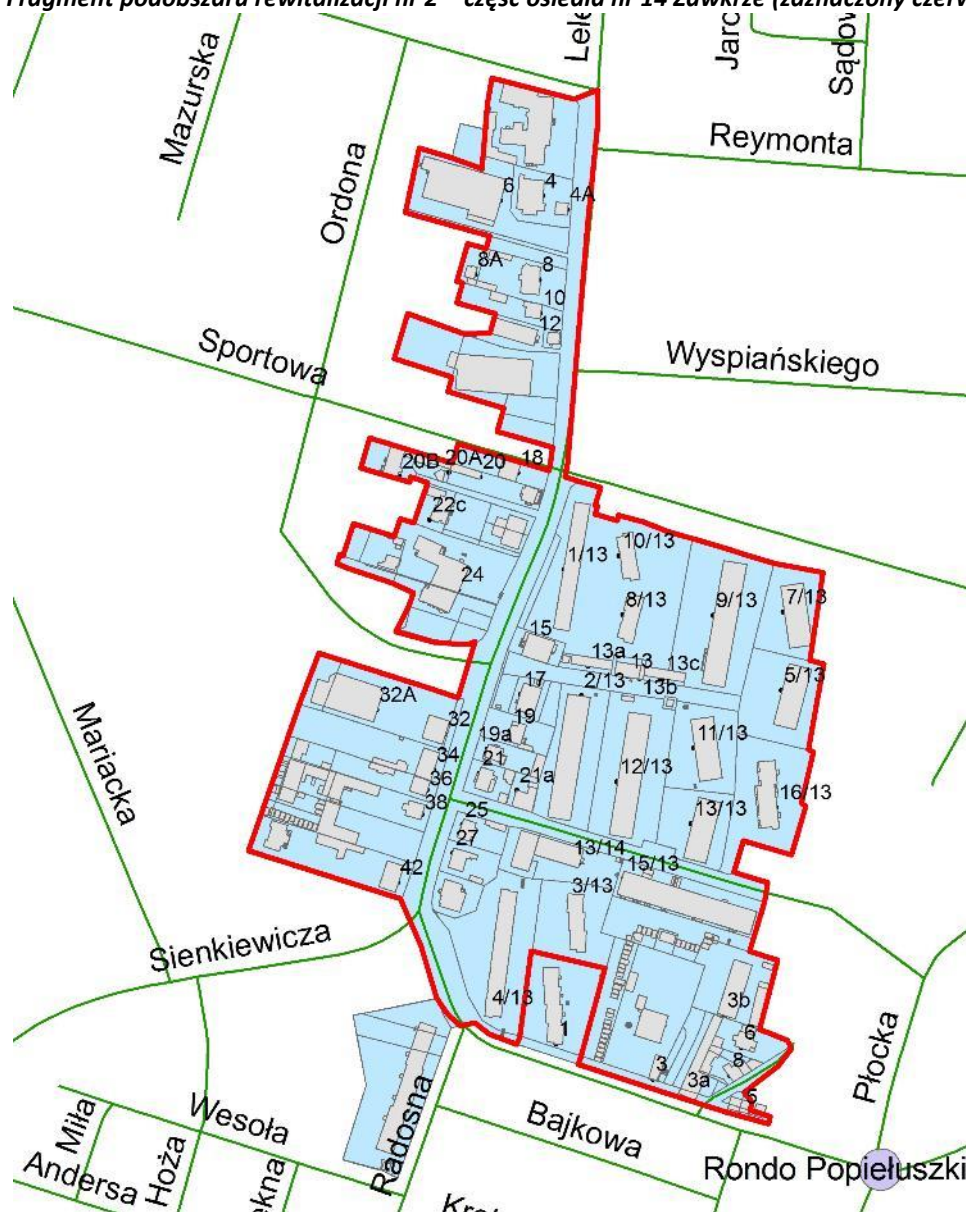 Fragment podobszaru rewitalizacji nr 2 – część osiedla nr 14 Zawkrze (zaznaczony czerw
Mazurska
Ordona
Reymonta
6
4
4A
8A
8
10
12
Sportowa
Wyspiańskiego
20B
20A
20
18
22c
24
1/13
10/13
8/13
9/13
7/13
15
13a
13
13c
2/13
13b
5/13
17
19
19a
21
21a
11/13
12/13
16/13
13/13
32A
32
34
36
38
42
Mariacka
25
27
13/14
15/13
3/13
4/13
1
Sienkiewicza
3b
6
8
3
3a
5
Płocka
Radosna
Wesoła
Miła
Andersa
Hoża
Bajkowa
Rondo Popiełuszki